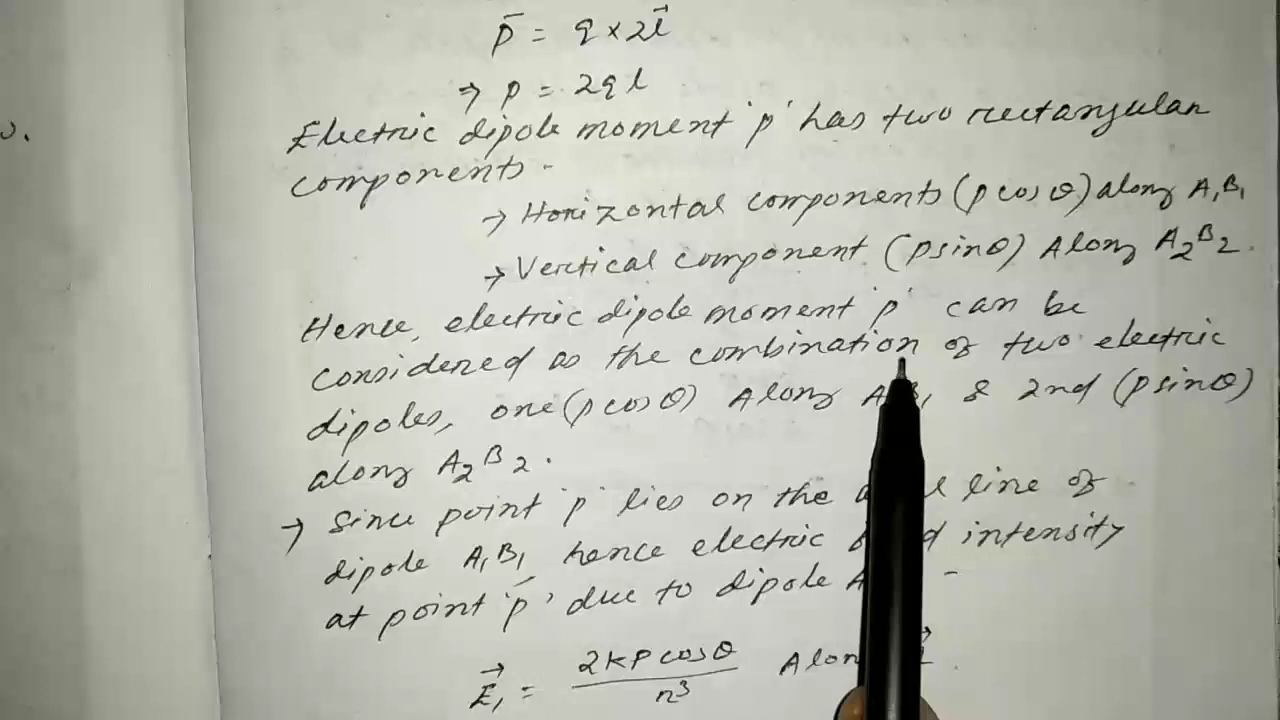 ు.
p̄ = q × 2l⃗
⇒ p = 2ql
Electric dipole moment 'p' has two rectangular
components.
→ Horizontal components (p cos θ) along A₁B₁
→ Vertical component (p sin θ) Along A₂B₂.
Hence, electric dipole moment 'p' can be
considered as the combination of two electric
dipoles, one (p cos θ) Along A B₁ & 2nd (p sin θ)
along A₂B₂.
→ Since point 'p' lies on the line of
dipole A₁B₁ hence electric intensity
at point 'p' due to dipole A -
E⃗₁ = 2KP cos θ / r³ Alon